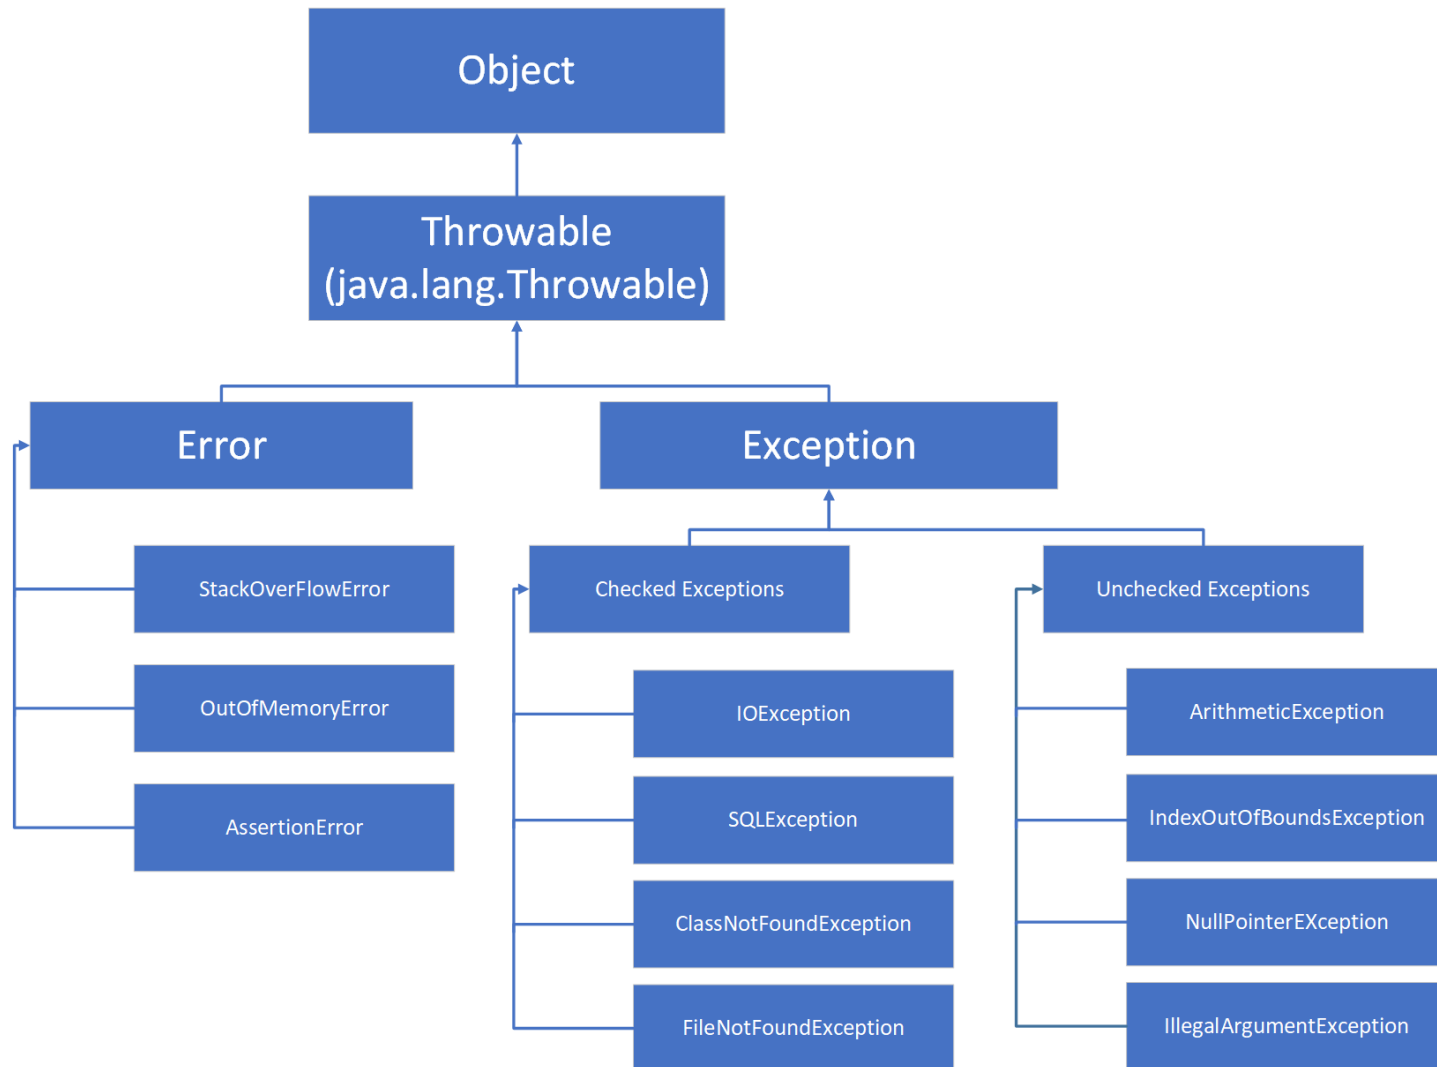 Object
Throwable
(java.lang.Throwable)
Error
Exception
StackOverFlowError
OutOfMemoryError
AssertionError
Checked Exceptions
IOException
SQLException
ClassNotFoundException
FileNotFoundException
Unchecked Exceptions
ArithmeticException
IndexOutOfBoundsException
NullPointerEXception
IllegalArgumentException